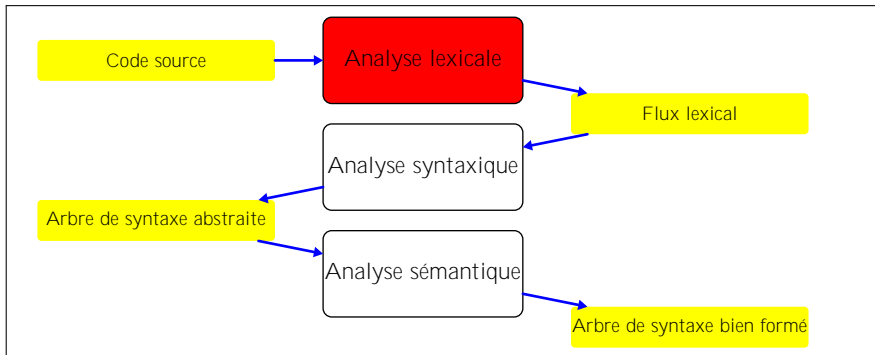 Code source
Analyse lexicale
Flux lexical
Analyse syntaxique
Arbre de syntaxe abstraite
Analyse sémantique
Arbre de syntaxe bien formé